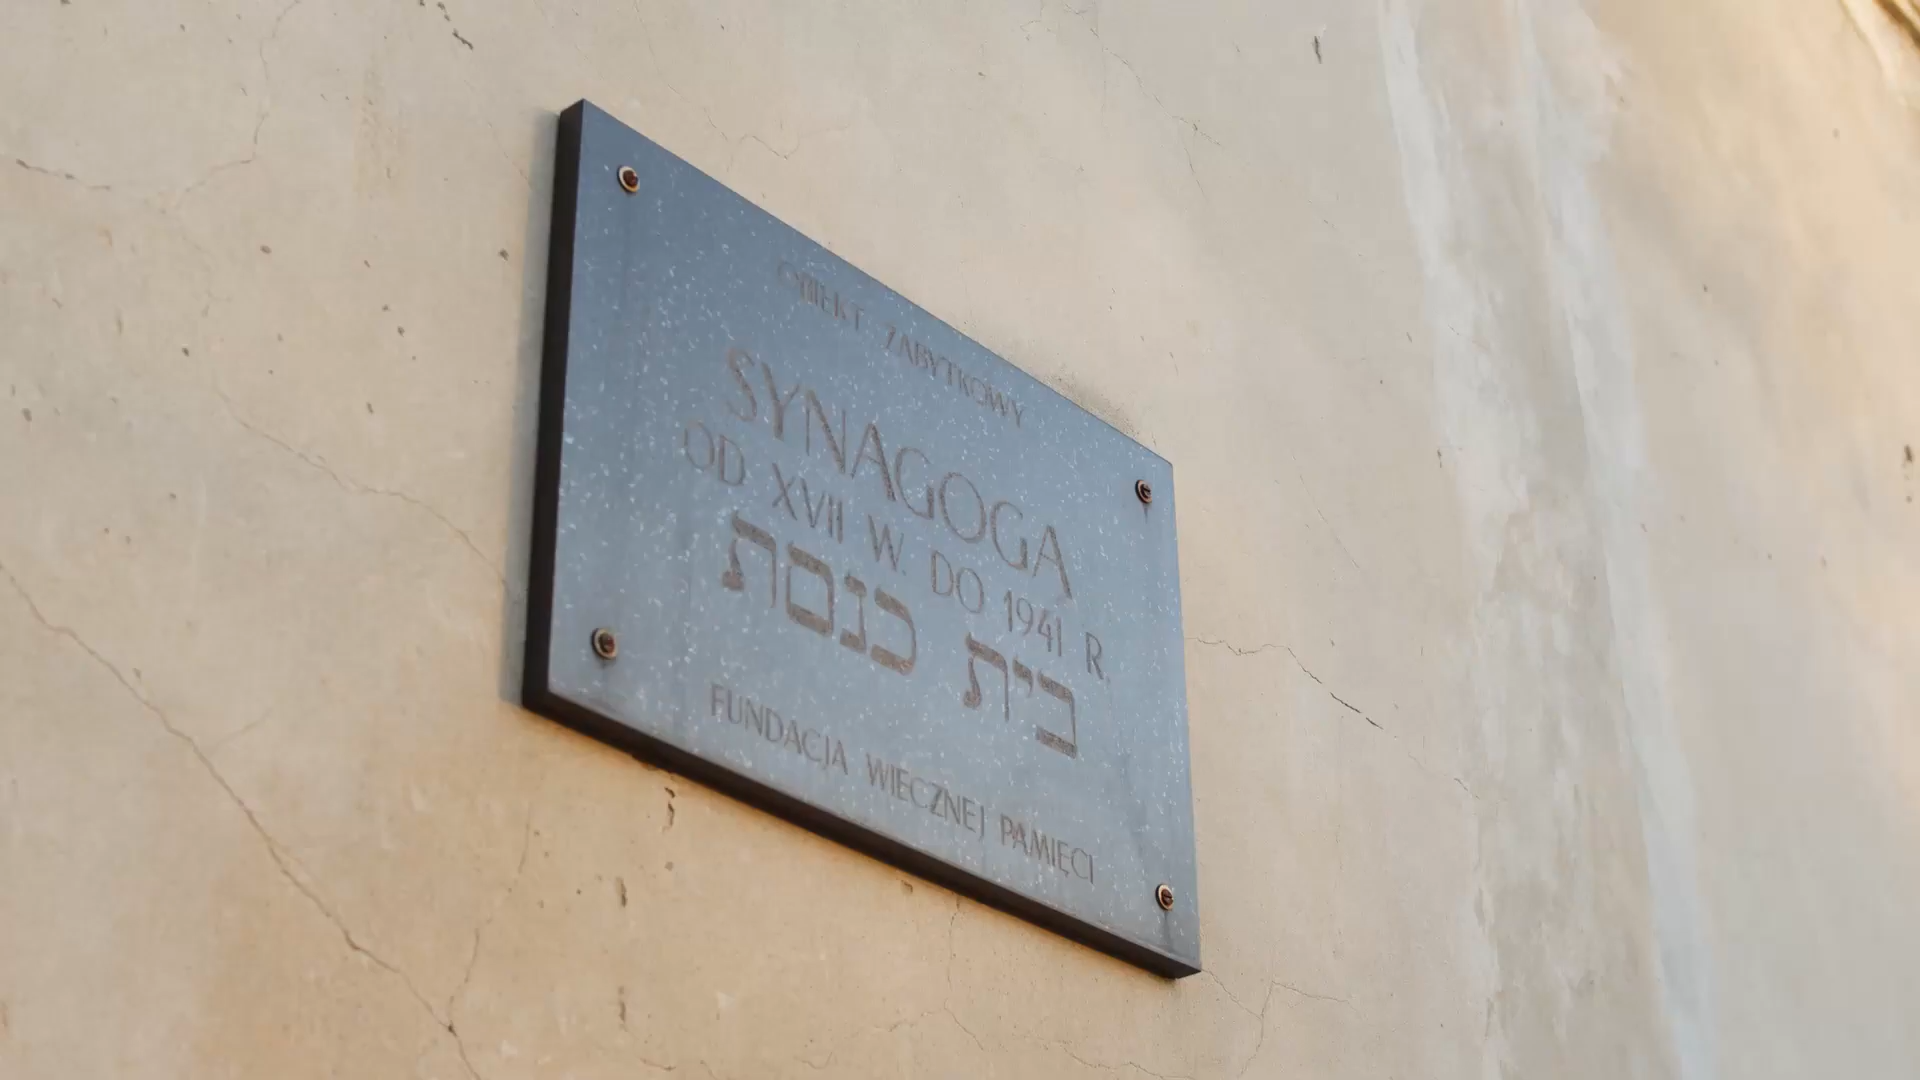 OBIEKT ZABYTKOWY
SYNAGOGA
OD XVII W. DO 1941 R.
בית כנסת
FUNDACJA WIECZNEJ PAMIĘCI